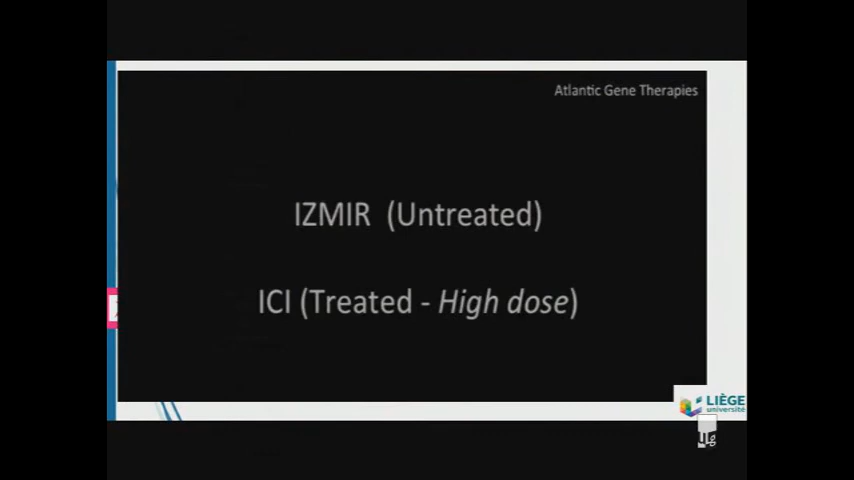 Atlantic Gene Therapies
IZMIR (Untreated)
ICI (Treated - High dose)
LIÈGE
université